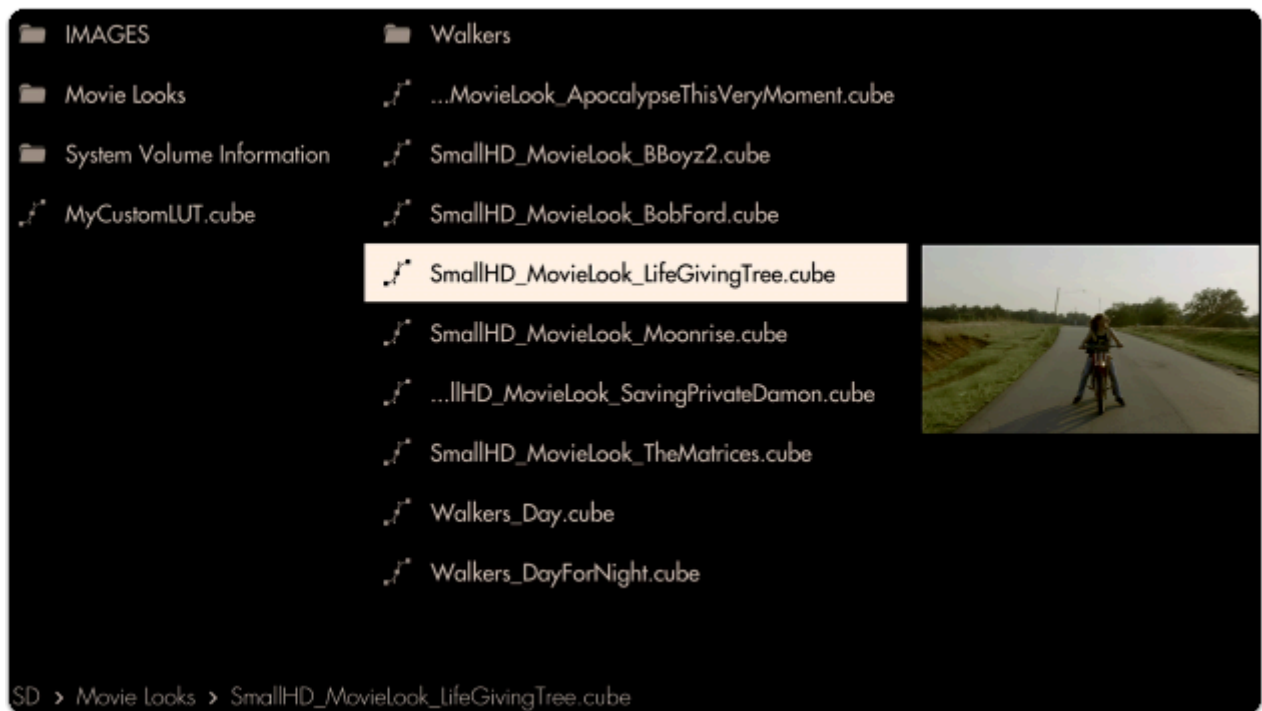 IMAGES
Movie Looks
System Volume Information
MyCustomLUT.cube
Walkers
...MovieLook_ApocalypseThisVeryMoment.cube
SmallHD_MovieLook_BBoyz2.cube
SmallHD_MovieLook_BobFord.cube
SmallHD_MovieLook_LifeGivingTree.cube
SmallHD_MovieLook_Moonrise.cube
...llHD_MovieLook_SavingPrivateDamon.cube
SmallHD_MovieLook_TheMatrices.cube
Walkers_Day.cube
Walkers_DayForNight.cube
SD > Movie Looks > SmallHD_MovieLook_LifeGivingTree.cube